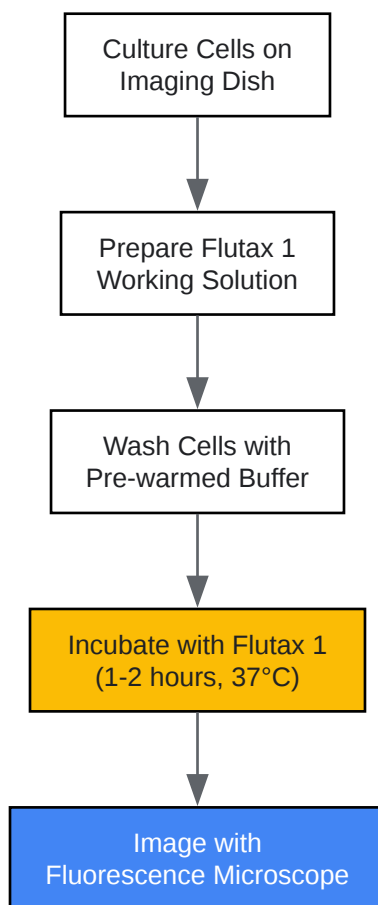 Culture Cells on
Imaging Dish
Prepare Flutax 1
Working Solution
Wash Cells with
Pre-warmed Buffer
Incubate with Flutax 1
(1-2 hours, 37°C)
Image with
Fluorescence Microscope